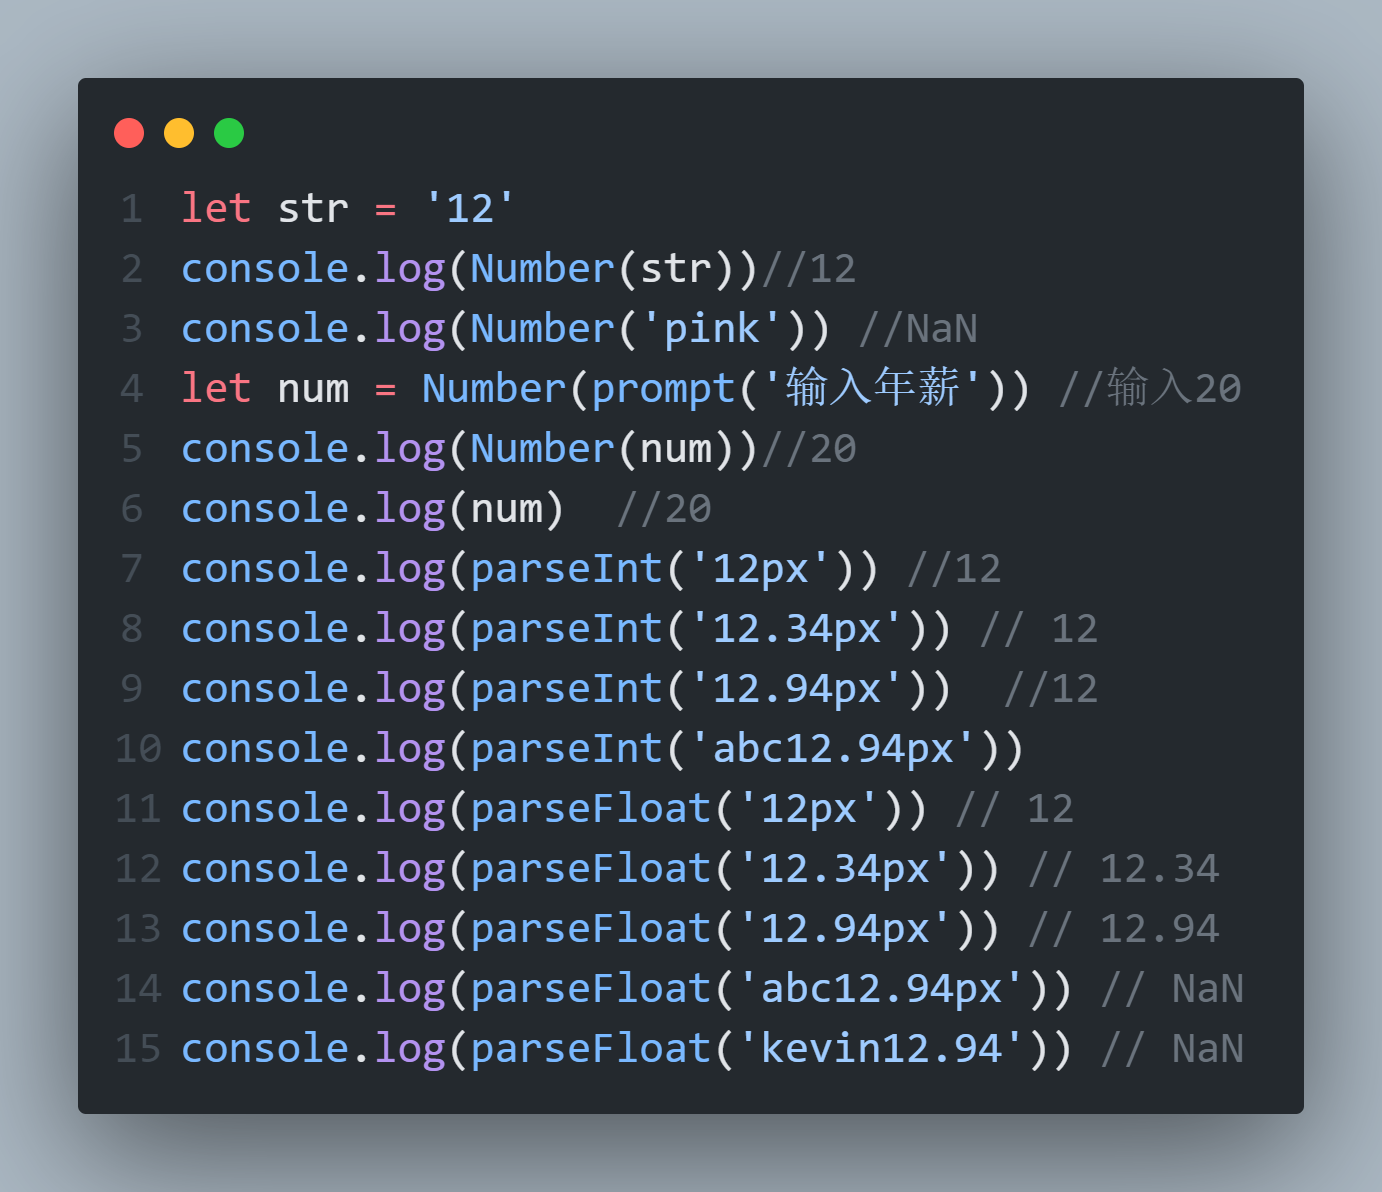 1 let str = '12'
2 console.log(Number(str))//12
3 console.log(Number('pink')) //NaN
4 let num = Number(prompt('输入年薪')) //输入20
5 console.log(Number(num))//20
6 console.log(num)  //20
7 console.log(parseInt('12px')) //12
8 console.log(parseInt('12.34px')) // 12
9 console.log(parseInt('12.94px'))  //12
10 console.log(parseInt('abc12.94px'))
11 console.log(parseFloat('12px')) // 12
12 console.log(parseFloat('12.34px')) // 12.34
13 console.log(parseFloat('12.94px')) // 12.94
14 console.log(parseFloat('abc12.94px')) // NaN
15 console.log(parseFloat('kevin12.94')) // NaN